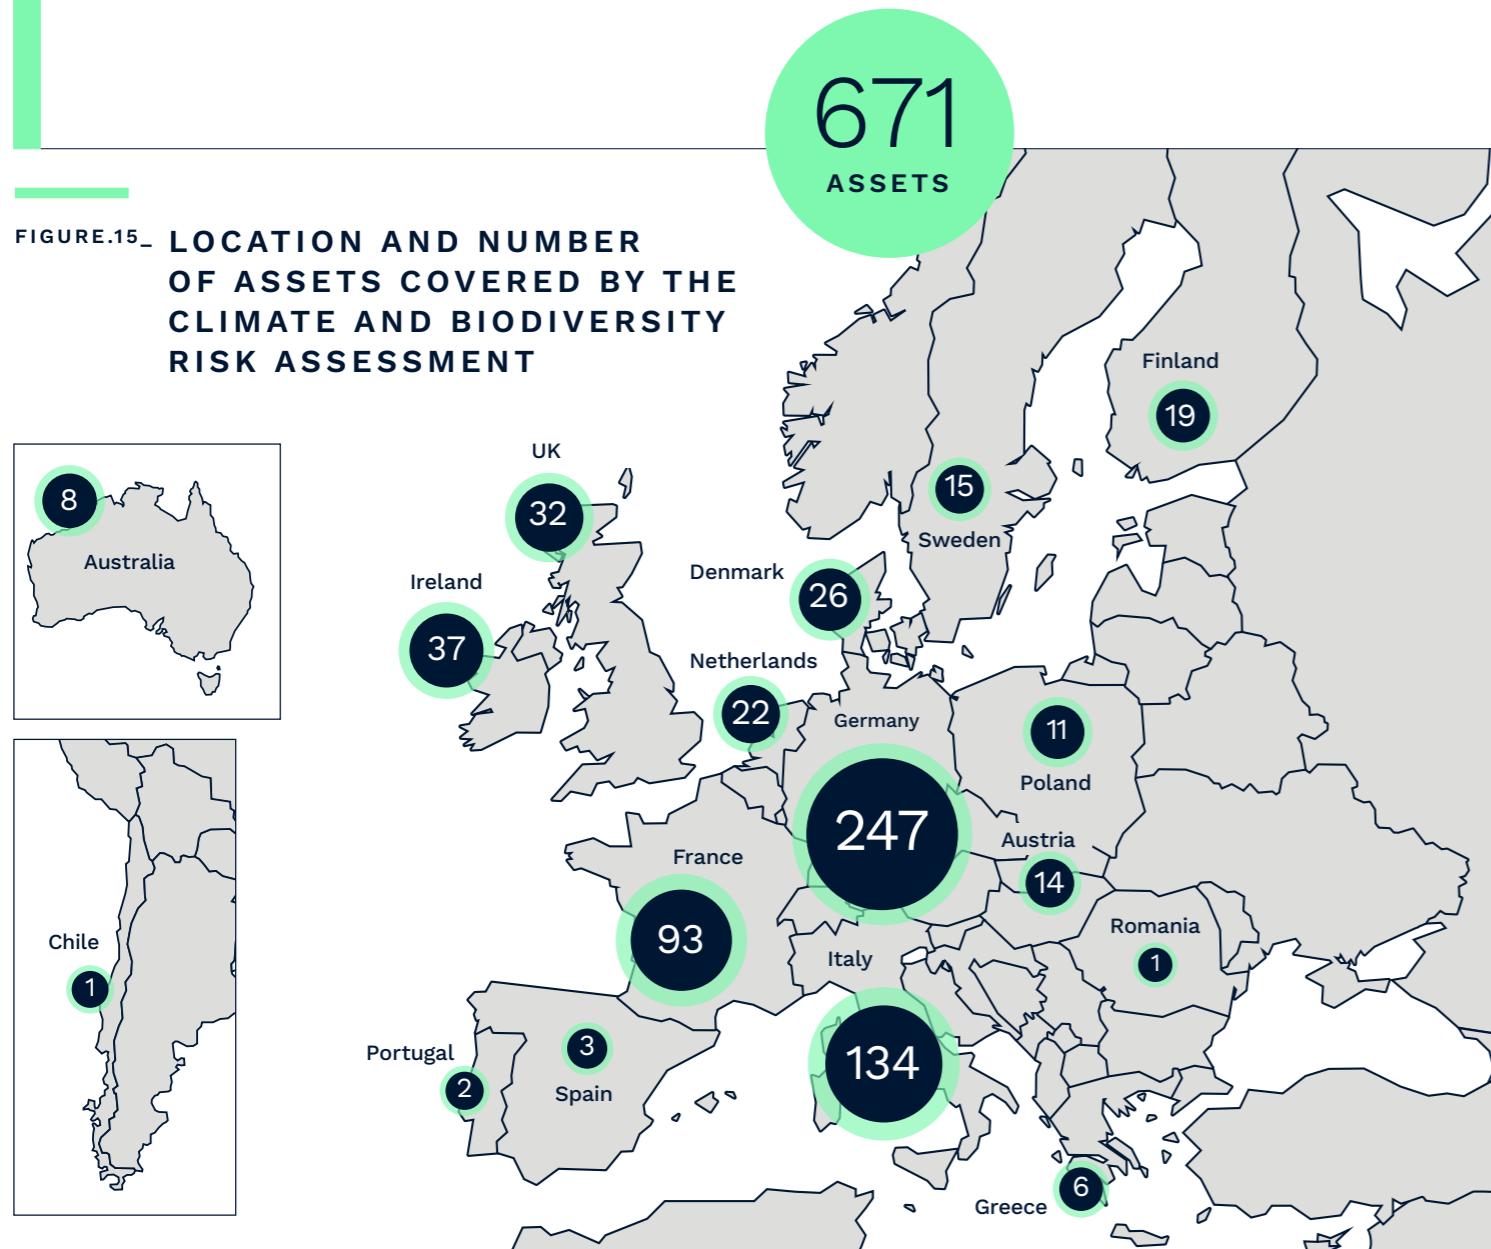 671
ASSETS
FIGURE.15_
LOCATION AND NUMBER
OF ASSETS COVERED BY THE
CLIMATE AND BIODIVERSITY
RISK ASSESSMENT
Finland
19
UK
32
8
Australia
15
Sweden
Denmark
26
Ireland
37
Netherlands
22
Germany
247
11
Poland
Austria
14
France
93
Romania
1
Italy
134
Chile
1
Portugal
2
3
Spain
6
Greece